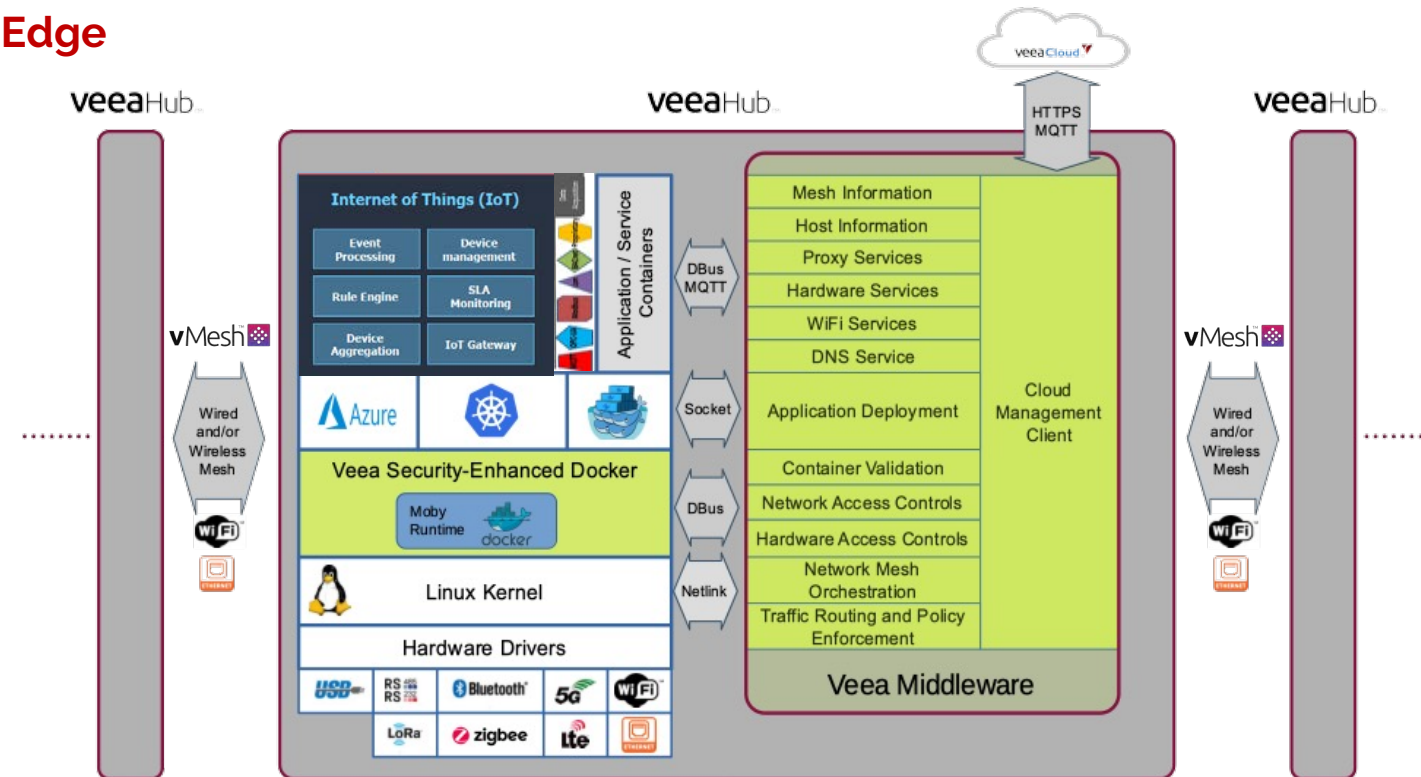 Edge
veeaCloud
veeaHub
veeaHub
veeaHub
HTTPS
MQTT
Internet of Things (IoT)
Event
Processing
Device
management
Rule Engine
SLA
Monitoring
Device
Aggregation
IoT Gateway
Data
Acquisition
Application / Service
Containers
DBus
MQTT
Mesh Information
Host Information
Proxy Services
Hardware Services
WiFi Services
DNS Service
Application Deployment
Container Validation
Network Access Controls
Hardware Access Controls
Network Mesh
Orchestration
Traffic Routing and Policy
Enforcement
Cloud
Management
Client
Veea Middleware
vMesh
Wired
and/or
Wireless
Mesh
WiFi
ETHERNET
Azure
Socket
Veea Security-Enhanced Docker
Moby
Runtime
docker
DBus
Linux Kernel
Netlink
Hardware Drivers
USB
RS 485
RS 232
Bluetooth
5G
WiFi
LoRa
zigbee
Lte
ETHERNET
vMesh
Wired
and/or
Wireless
Mesh
WiFi
ETHERNET